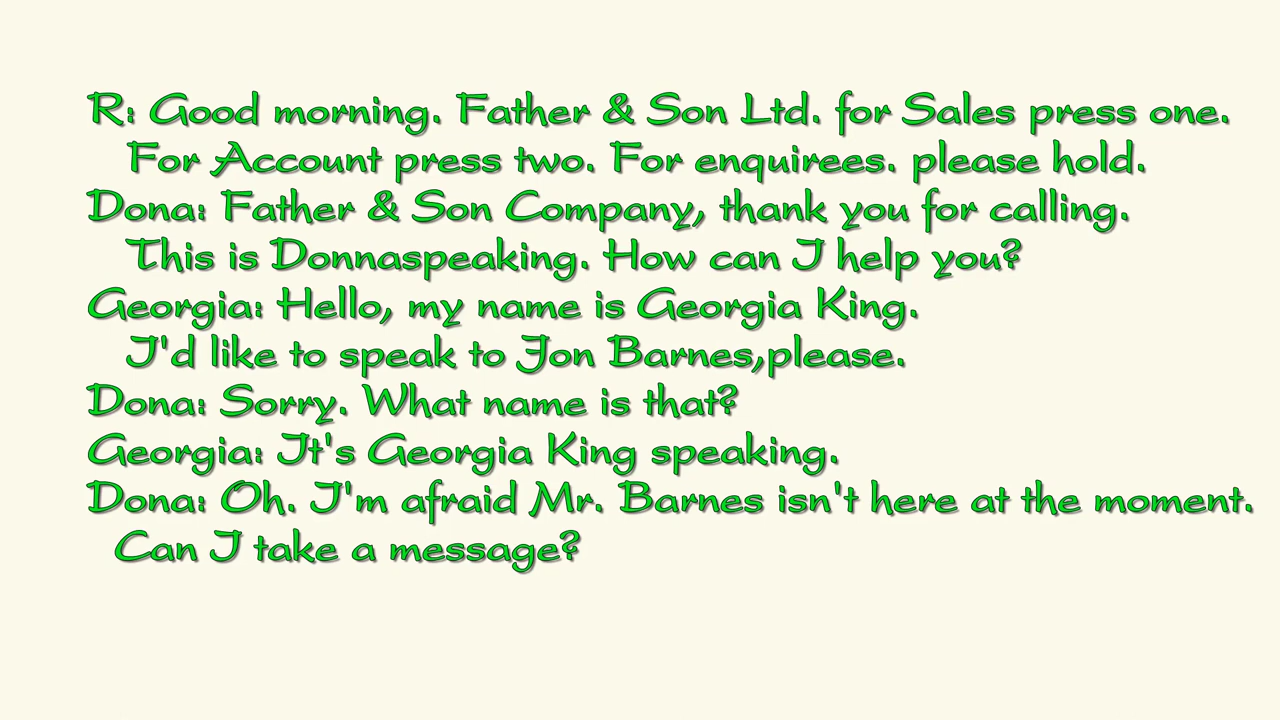 R: Good morning. Father & Son Ltd. for Sales press one.
For Account press two. For enquirees. please hold.
Dona: Father & Son Company, thank you for calling.
This is Donnaspeaking. How can I help you?
Georgia: Hello, my name is Georgia King.
I'd like to speak to Jon Barnes,please.
Dona: Sorry. What name is that?
Georgia: It's Georgia King speaking.
Dona: Oh. I'm afraid Mr. Barnes isn't here at the moment.
Can I take a message?